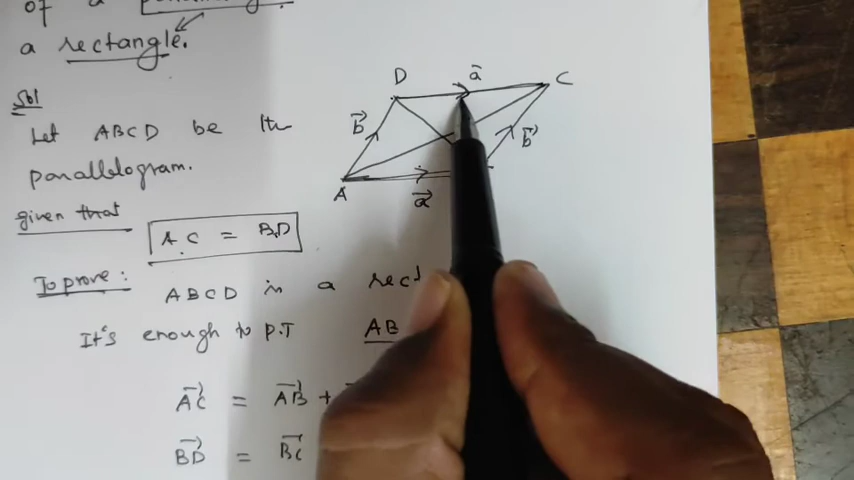 of a
a rectangle.
Sol
Let ABCD be the
parallelogram.
given that
AC = BD
To prove:
ABCD is a rect
It's enough to P.T AB
AC→ = AB→ +
BD→ = BC→
D a→ C
b→ b→
A a→